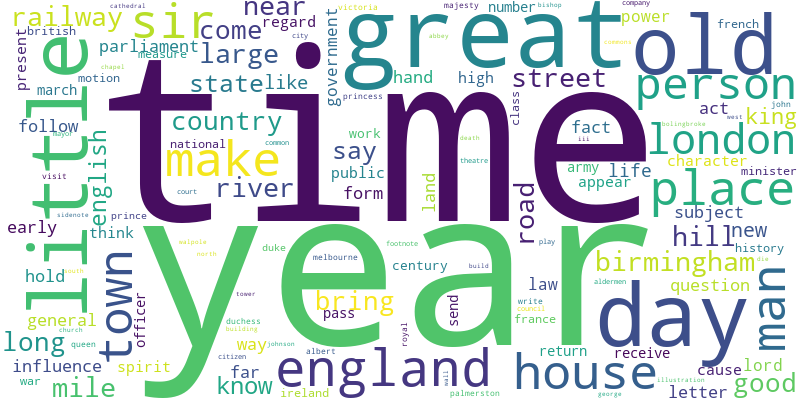 time
year
great
old
little
day
england
london
place
person
house
town
man
make
sir
country
river
road
street
birmingham
railway
large
come
near
state
like
say
king
hill
new
good
mile
long
know
bring
way
english
parliament
government
power
number
regard
present
british
measure
motion
march
follow
think
early
visit
prince
national
common
court
work
public
form
hand
high
class
fact
army
life
appear
act
character
minister
majesty
bishop
company
french
city
victoria
cathedral
abbey
commons
princess
chapel
mayor
sidenote
death
theatre
land
iii
john
west
bolingbroke
subject
history
question
die
law
play
write
council
aldermen
france
return
receive
cause
lord
letter
illustration
george
palmerston
send
wall
royal
pass
century
build
footnote
melbourne
duke
walpole
north
tower
duchess
building
johnson
citizen
albert
ireland
far
officer
general
south
church
queen
spirit
influence
war
hold